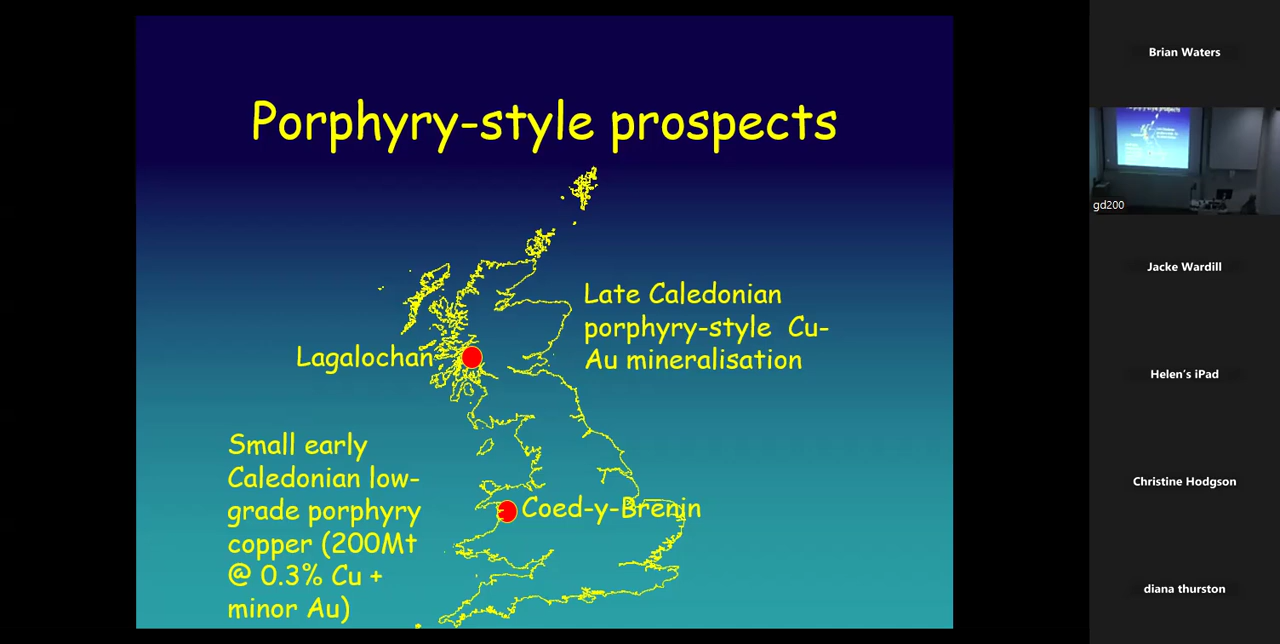 Porphyry-style prospects
Late Caledonian
porphyry-style Cu-
Au mineralisation
Lagalochan
Small early
Caledonian low-
grade porphyry
copper (200Mt
@ 0.3% Cu +
minor Au)
Coed-y-Brenin
Brian Waters
gd200
Jacke Wardill
Helen's iPad
Christine Hodgson
diana thurston